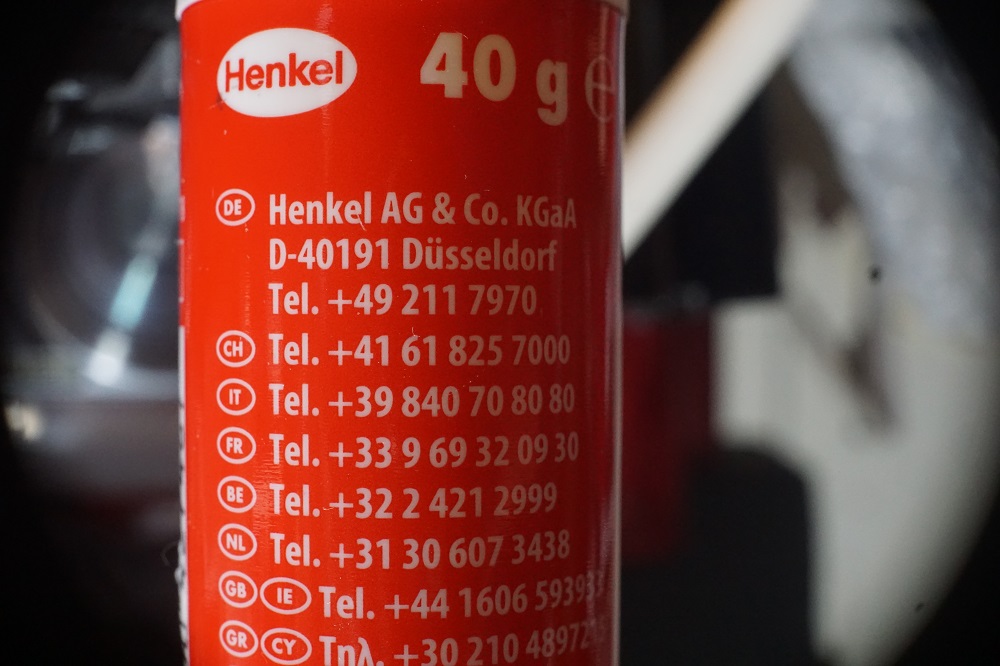 Henkel
40 g ℮
DE Henkel AG & Co. KGaA
D-40191 Düsseldorf
Tel. +49 211 7970
CH Tel. +41 61 825 7000
IT Tel. +39 840 70 80 80
FR Tel. +33 9 69 32 09 30
BE Tel. +32 2 421 2999
NL Tel. +31 30 607 3438
GB IE Tel. +44 1606
GR CY Τηλ. +30 210